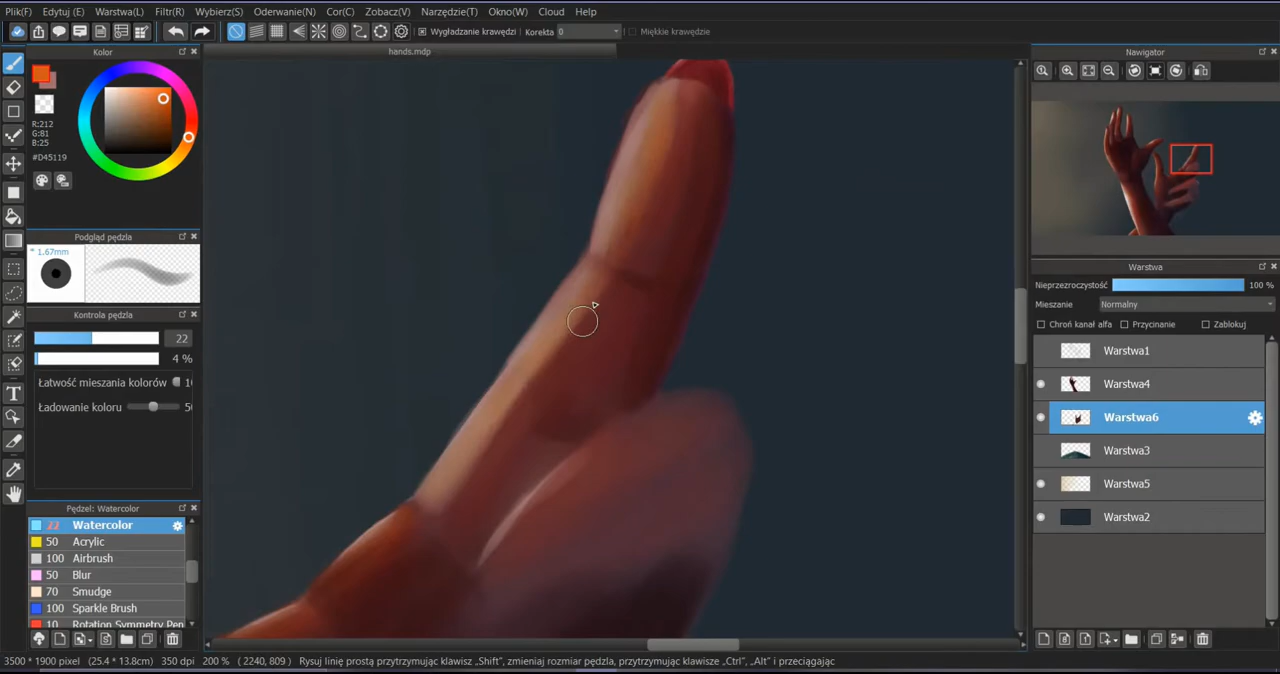 Plik(F) Edytuj (E) Warstwa(L) Filtr(R) Wybierz(S) Oderwanie(N) Cor(C) Zobacz(V) Narzędzie(T) Okno(W) Cloud Help
Wygładzanie krawędzi Korekta 0 Miękkie krawędzie
Kolor
hands.mdp
Nawigator
R:212
G:81
B:25
#D45119
Podgląd pędzla
* 1.67mm
Kontrola pędzla
22
4 %
Łatwość mieszania kolorów
Ładowanie koloru
Pędzel: Watercolor
22 Watercolor
50 Acrylic
100 Airbrush
50 Blur
70 Smudge
100 Sparkle Brush
10 Rotation Symmetry Pen
Warstwa
Nieprzezroczystość 100 %
Mieszanie Normalny
Chroń kanał alfa Przycinanie Zablokuj
Warstwa1
Warstwa4
Warstwa6
Warstwa3
Warstwa5
Warstwa2
T
3500 * 1900 pixel (25.4 * 13.8cm) 350 dpi 200 % ( 2240, 809 ) Rysuj linię prostą przytrzymując klawisz „Shift”, zmieniaj rozmiar pędzla, przytrzymując klawisze „Ctrl”, „Alt” i przeciągając